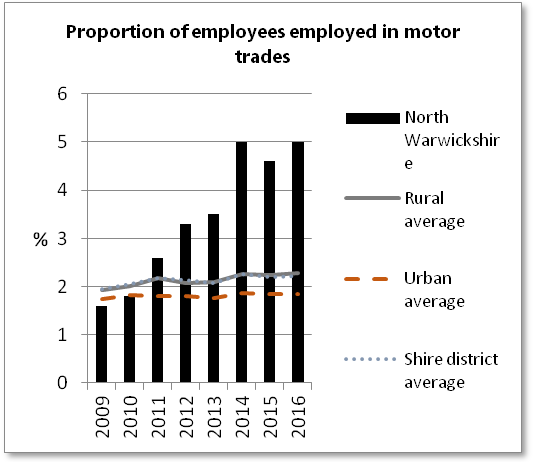 Proportion of employees employed in motor
trades
6
5
4
3
2
1
0
%
2009
2010
2011
2012
2013
2014
2015
2016
North
Warwickshir
e
Rural
average
Urban
average
Shire district
average